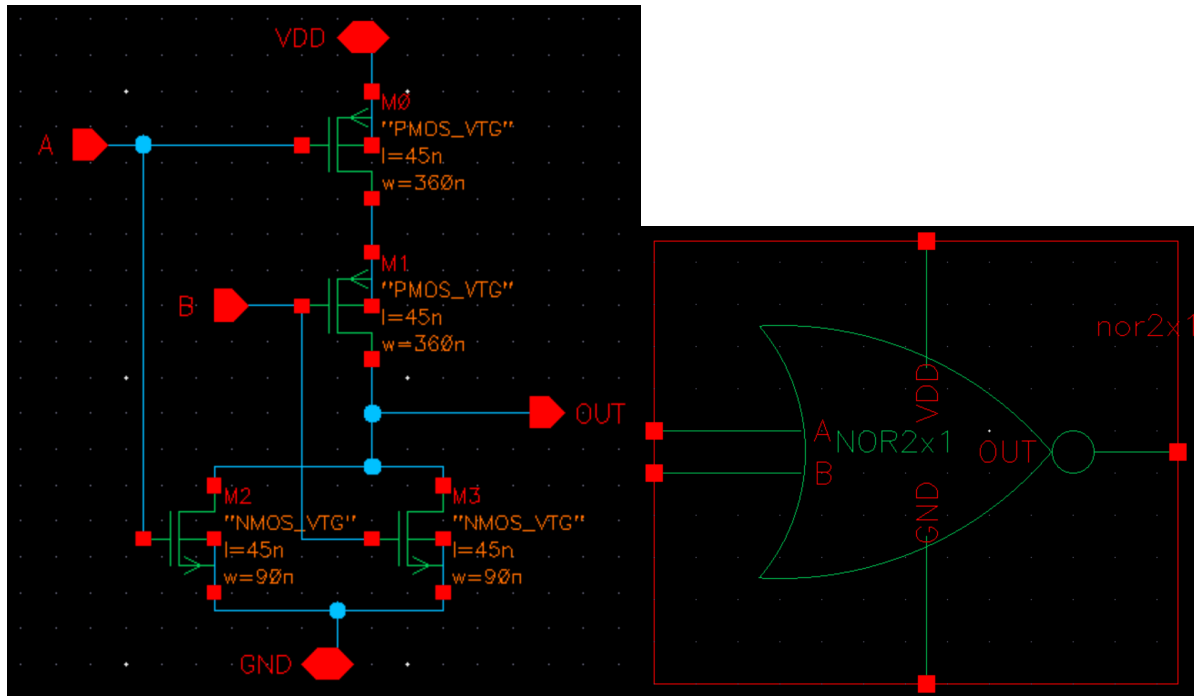 VDD
M0
"PMOS_VTG"
l=45n
w=360n
A
M1
"PMOS_VTG"
l=45n
w=360n
B
OUT
M2
"NMOS_VTG"
l=45n
w=90n
M3
"NMOS_VTG"
l=45n
w=90n
GND
nor2x1
VDD
A
NOR2x1
OUT
B
GND